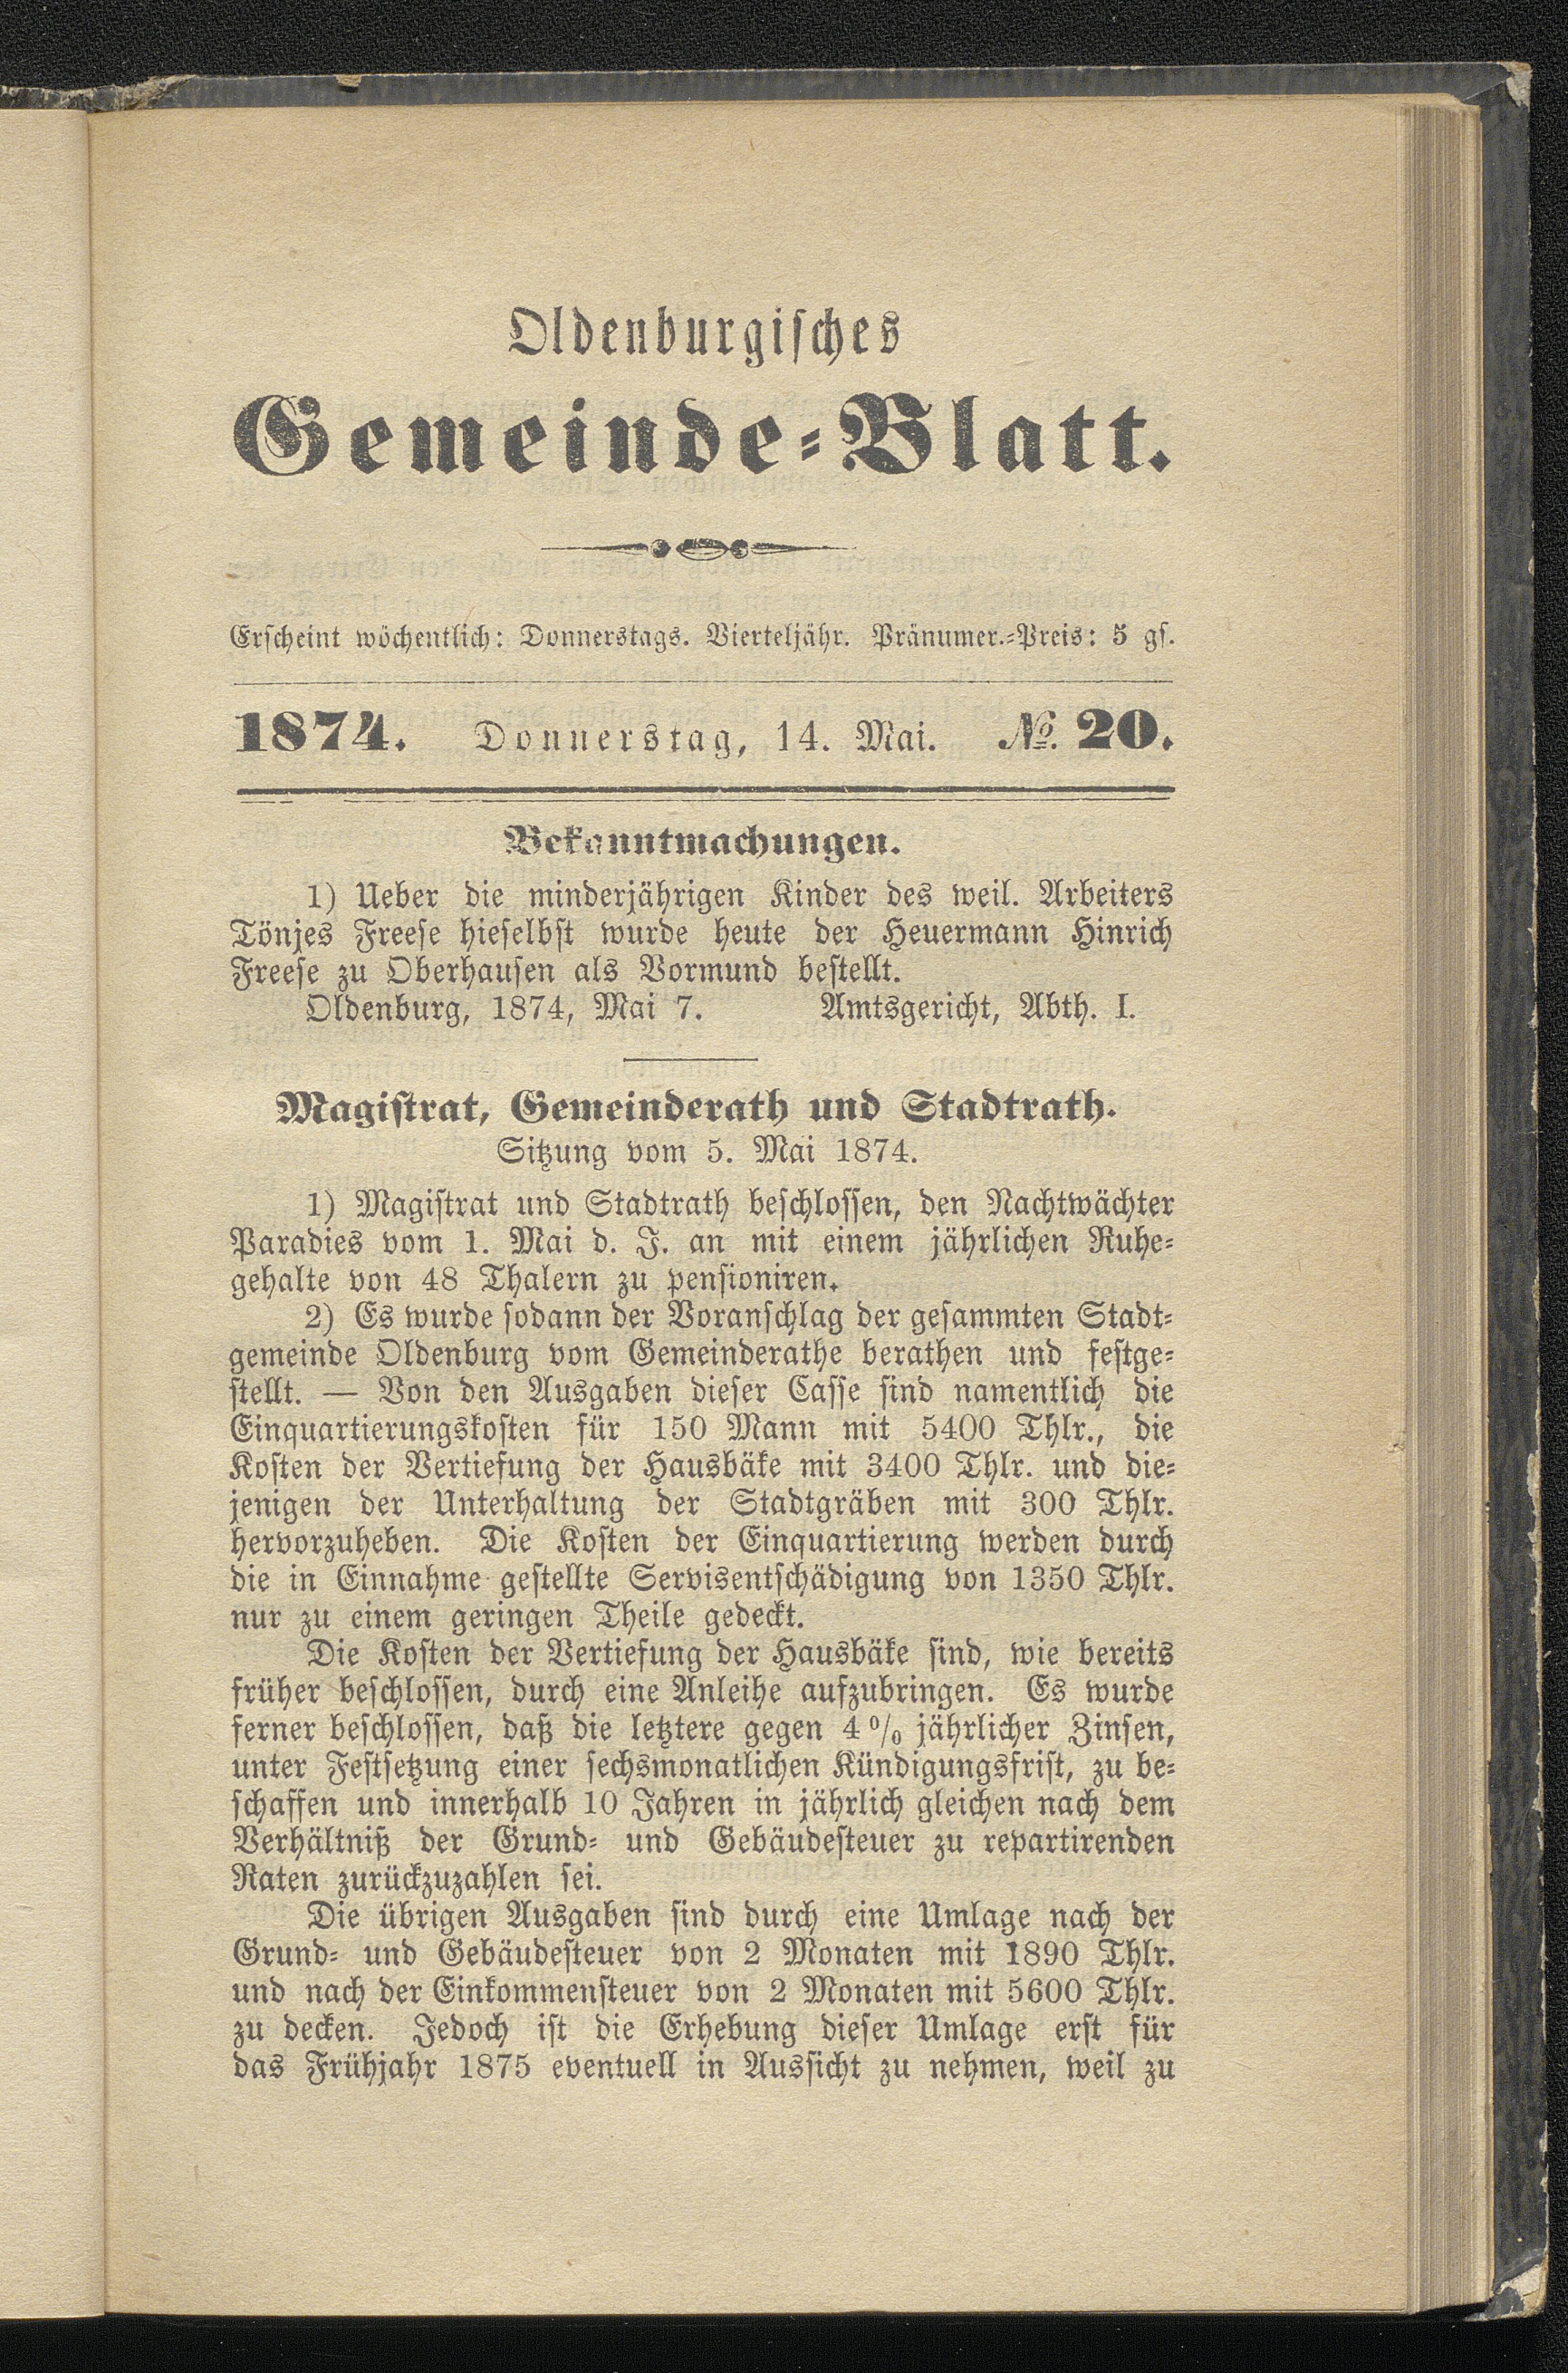 Oldenburgisches
Gemeinde-Blatt.
Erscheint wöchentlich: Donnerstags. Vierteljähr. Pränumer.-Preis: 5 gs.
1874. Donnerstag, 14. Mai. №. 20.
Bekanntmachungen.
1) Ueber die minderjährigen Kinder des weil. Arbeiters
Tönjes Freese hieselbst wurde heute der Heuermann Hinrich
Freese zu Oberhausen als Vormund bestellt.
Oldenburg, 1874, Mai 7. Amtsgericht, Abth. I.
Magistrat, Gemeinderath und Stadtrath.
Sitzung vom 5. Mai 1874.
1) Magistrat und Stadtrath beschlossen, den Nachtwächter
Paradies vom 1. Mai d. J. an mit einem jährlichen Ruhe-
gehalte von 48 Thalern zu pensioniren.
2) Es wurde sodann der Voranschlag der gesammten Stadt-
gemeinde Oldenburg vom Gemeinderathe berathen und festge-
stellt. — Von den Ausgaben dieser Casse sind namentlich die
Einquartierungskosten für 150 Mann mit 5400 Thlr., die
Kosten der Vertiefung der Hausbäke mit 3400 Thlr. und die-
jenigen der Unterhaltung der Stadtgräben mit 300 Thlr.
hervorzuheben. Die Kosten der Einquartierung werden durch
die in Einnahme gestellte Servisentschädigung von 1350 Thlr.
nur zu einem geringen Theile gedeckt.
Die Kosten der Vertiefung der Hausbäke sind, wie bereits
früher beschlossen, durch eine Anleihe aufzubringen. Es wurde
ferner beschlossen, daß die letztere gegen 4% jährlicher Zinsen,
unter Festsetzung einer sechsmonatlichen Kündigungsfrist, zu be-
schaffen und innerhalb 10 Jahren in jährlich gleichen nach dem
Verhältniß der Grund- und Gebäudesteuer zu repartirenden
Raten zurückzuzahlen sei.
Die übrigen Ausgaben sind durch eine Umlage nach der
Grund- und Gebäudesteuer von 2 Monaten mit 1890 Thlr.
und nach der Einkommensteuer von 2 Monaten mit 5600 Thlr.
zu decken. Jedoch ist die Erhebung dieser Umlage erst für
das Frühjahr 1875 eventuell in Aussicht zu nehmen, weil zu